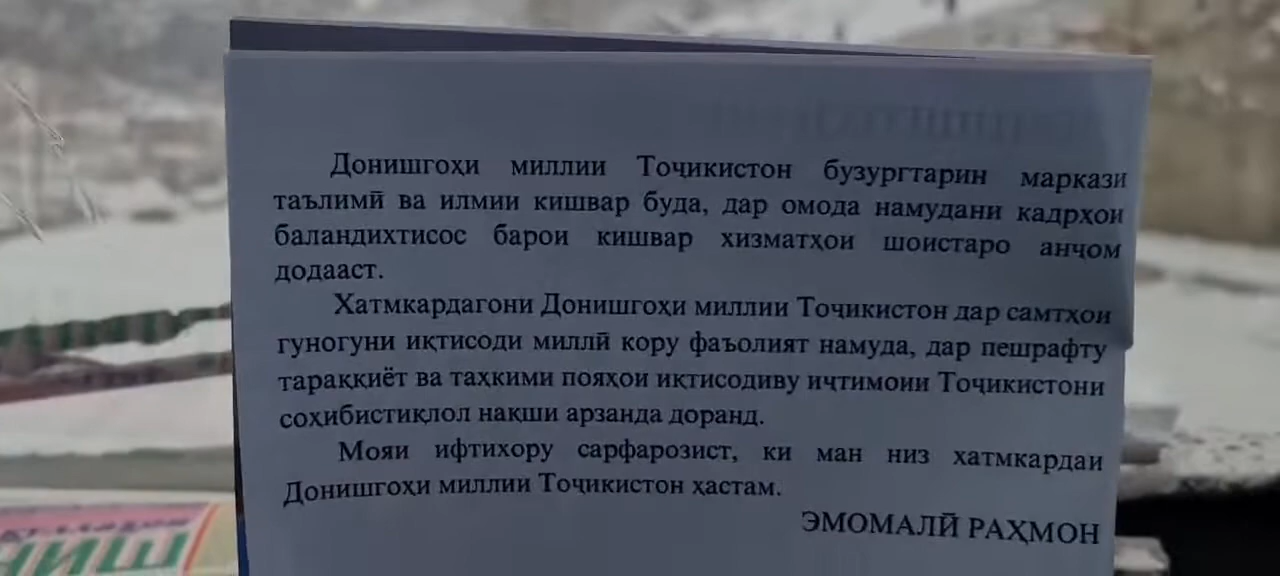 Донишгоҳи миллии Тоҷикистон бузургтарин маркази
таълимӣ ва илмии кишвар буда, дар омода намудани кадрҳои
баландихтисос барои кишвар хизматҳои шоистаро анҷом
додааст.
Хатмкардагони Донишгоҳи миллии Тоҷикистон дар самтҳои
гуногуни иқтисоди миллӣ кору фаъолият намуда, дар пешрафту
тараққиёт ва таҳкими пояҳои иқтисодиву иҷтимоии Тоҷикистони
соҳибистиқлол нақши арзанда доранд.
Мояи ифтихору сарфарозист, ки ман низ хатмкардаи
Донишгоҳи миллии Тоҷикистон ҳастам.
ЭМОМАЛӢ РАҲМОН